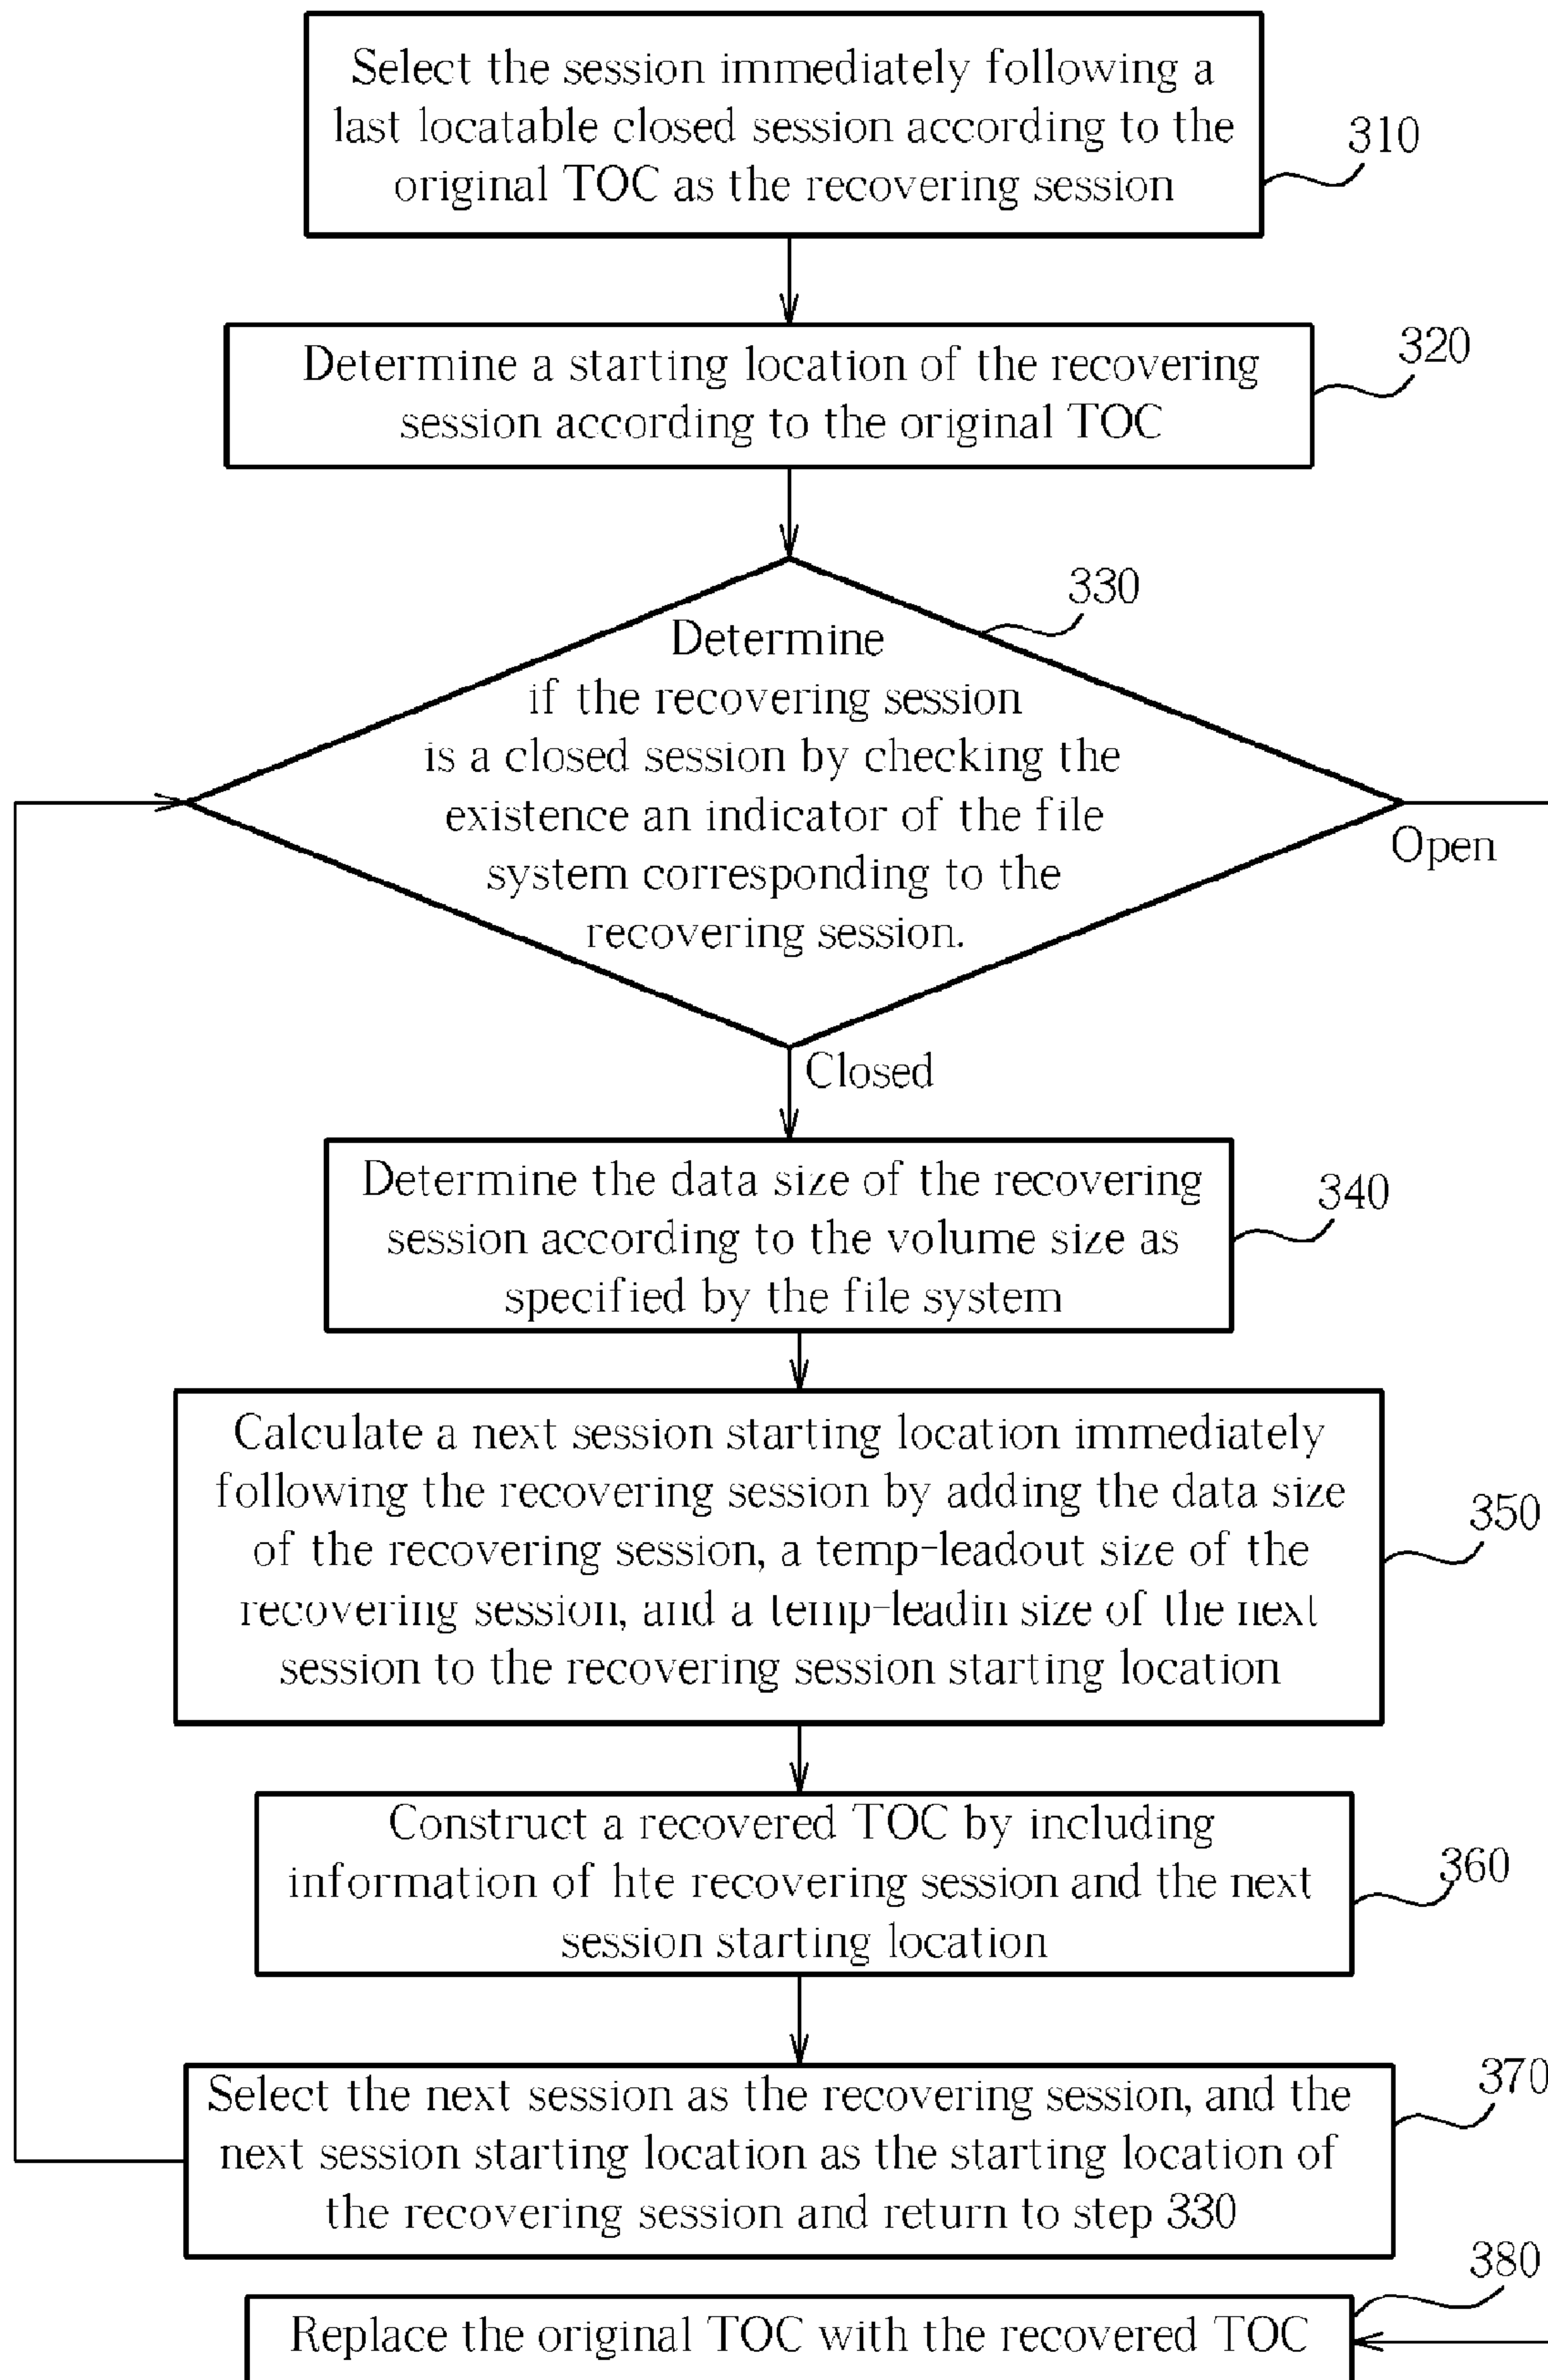 Select the session immediately following a
last locatable closed session according to the
original TOC as the recovering session
310
Determine a starting location of the recovering
session according to the original TOC
320
330
Determine
if the recovering session
is a closed session by checking the
existence an indicator of the file
system corresponding to the
recovering session.
Open
Closed
Determine the data size of the recovering
session according to the volume size as
specified by the file system
340
Calculate a next session starting location immediately
following the recovering session by adding the data size
of the recovering session, a temp-leadout size of the
recovering session, and a temp-leadin size of the next
session to the recovering session starting location
350
Construct a recovered TOC by including
information of hte recovering session and the next
session starting location
360
Select the next session as the recovering session, and the
next session starting location as the starting location of
the recovering session and return to step 330
370
380
Replace the original TOC with the recovered TOC